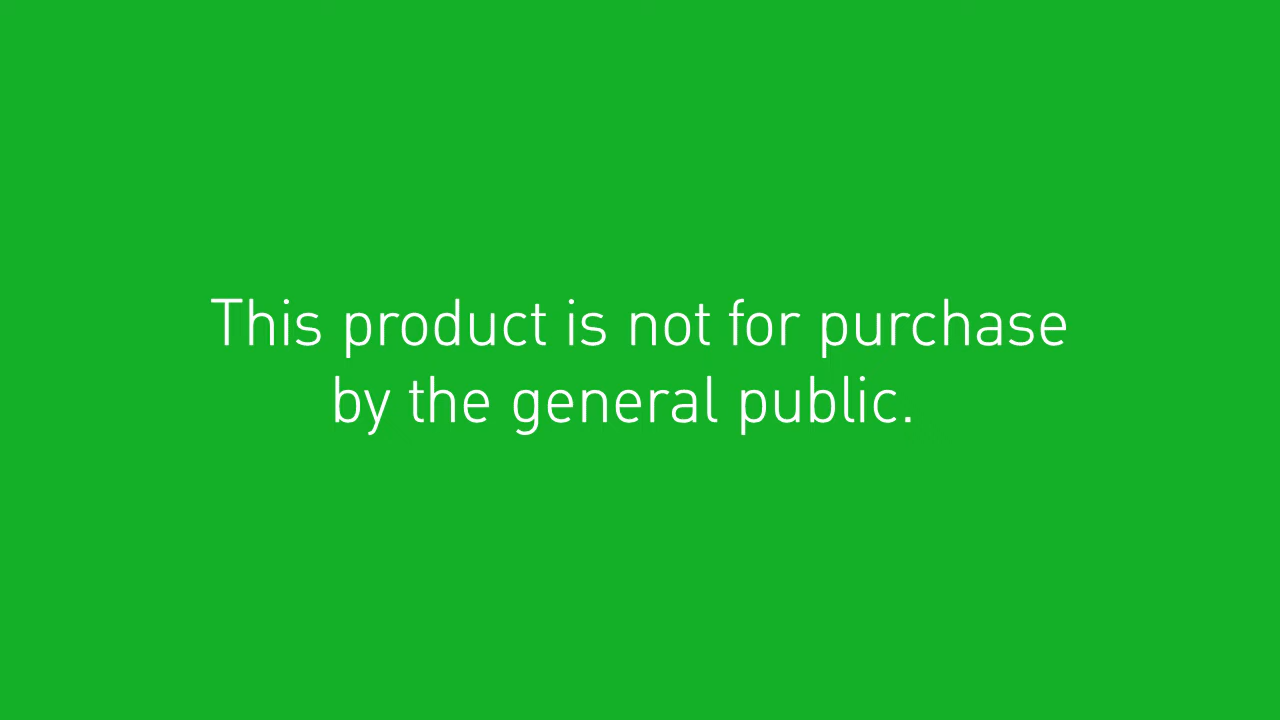 This product is not for purchase
by the general public.